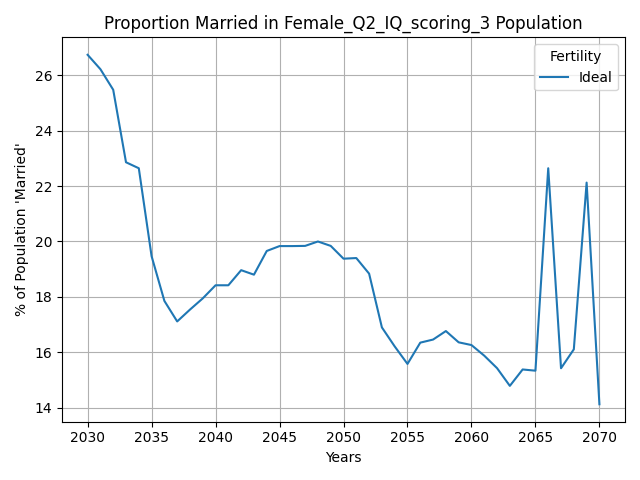 Proportion Married in Female_Q2_IQ_scoring_3 Population
Fertility
Ideal
% of Population 'Married'
26
24
22
20
18
16
14
2030 2035 2040 2045 2050 2055 2060 2065 2070
Years